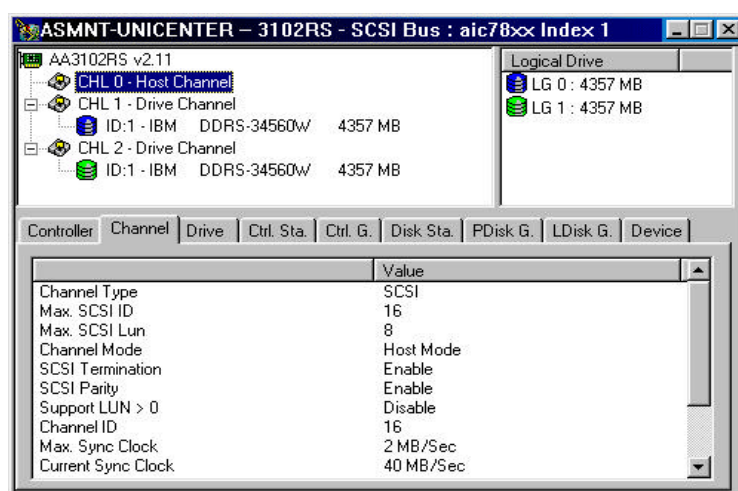 ASMNT-UNICENTER – 3102RS - SCSI Bus : aic78xx Index 1
AA3102RS v2.11
CHL 0 - Host Channel
CHL 1 - Drive Channel
ID:1 - IBM DDRS-34560W 4357 MB
CHL 2 - Drive Channel
ID:1 - IBM DDRS-34560W 4357 MB
Logical Drive
LG 0 : 4357 MB
LG 1 : 4357 MB
Controller Channel Drive Ctrl. Sta. Ctrl. G. Disk Sta. PDisk G. LDisk G. Device
Value
Channel Type SCSI
Max. SCSI ID 16
Max. SCSI Lun 8
Channel Mode Host Mode
SCSI Termination Enable
SCSI Parity Enable
Support LUN > 0 Disable
Channel ID 16
Max. Sync Clock 2 MB/Sec
Current Sync Clock 40 MB/Sec